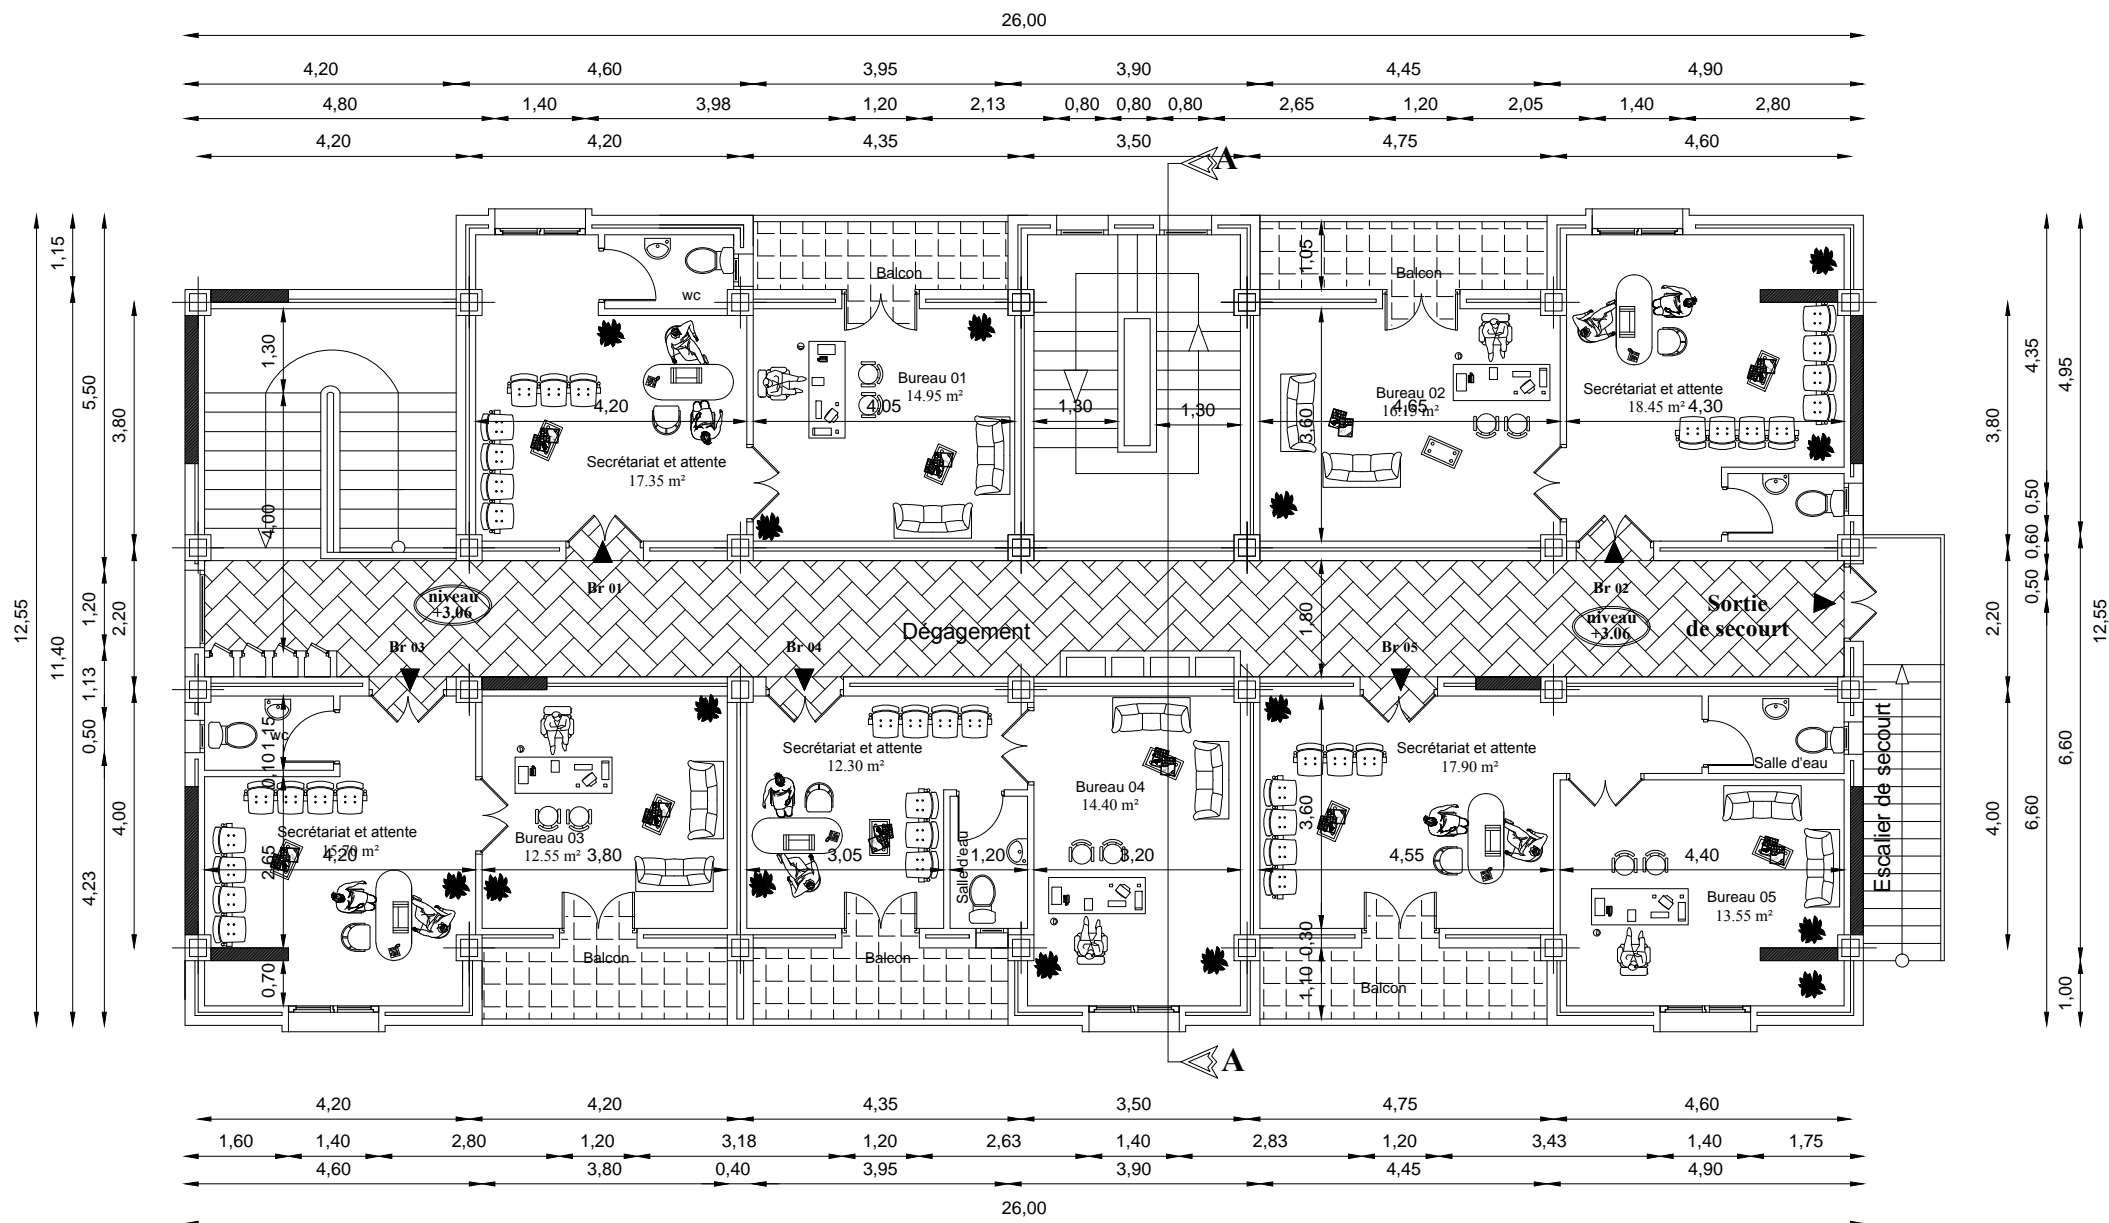 26,00
4,20 4,60 3,95 3,90 4,45 4,90
4,80 1,40 3,98 1,20 2,13 0,80 0,80 0,80 2,65 1,20 2,05 1,40 2,80
4,20 4,20 4,35 3,50 4,75 4,60
A
12,55
1,15
11,40
5,50
1,20
1,13
0,50
4,23
3,80
2,20
4,00
wc
Balcon
1,05
Balcon
1,30
4,00
4,20
Secrétariat et attente
17.35 m²
Bureau 01
14.95 m²
4,05
1,30
1,30
3,60
Bureau 02
4,65
Secrétariat et attente
18.45 m²
4,30
4,35
0,50
0,60
0,50
6,60
4,95
6,60
1,00
3,80
2,20
4,00
12,55
Br 01
Br 02
niveau
+3.06
Dégagement
1,80
niveau
+3.06
Sortie
de secourt
Br 03
Br 04
Br 05
wc
1,15
0,10
2,65
0,70
Secrétariat et attente
15.70 m²
4,20
Bureau 03
12.55 m²
3,80
Secrétariat et attente
12.30 m²
3,05
Salle d'eau
1,20
Bureau 04
14.40 m²
3,20
3,60
0,30
1,10
Secrétariat et attente
17.90 m²
4,55
Salle d'eau
Bureau 05
13.55 m²
4,40
Escalier de secourt
Balcon
Balcon
Balcon
A
4,20 4,20 4,35 3,50 4,75 4,60
1,60 1,40 2,80 1,20 3,18 1,20 2,63 1,40 2,83 1,20 3,43 1,40 1,75
4,60 3,80 0,40 3,95 3,90 4,45 4,90
26,00